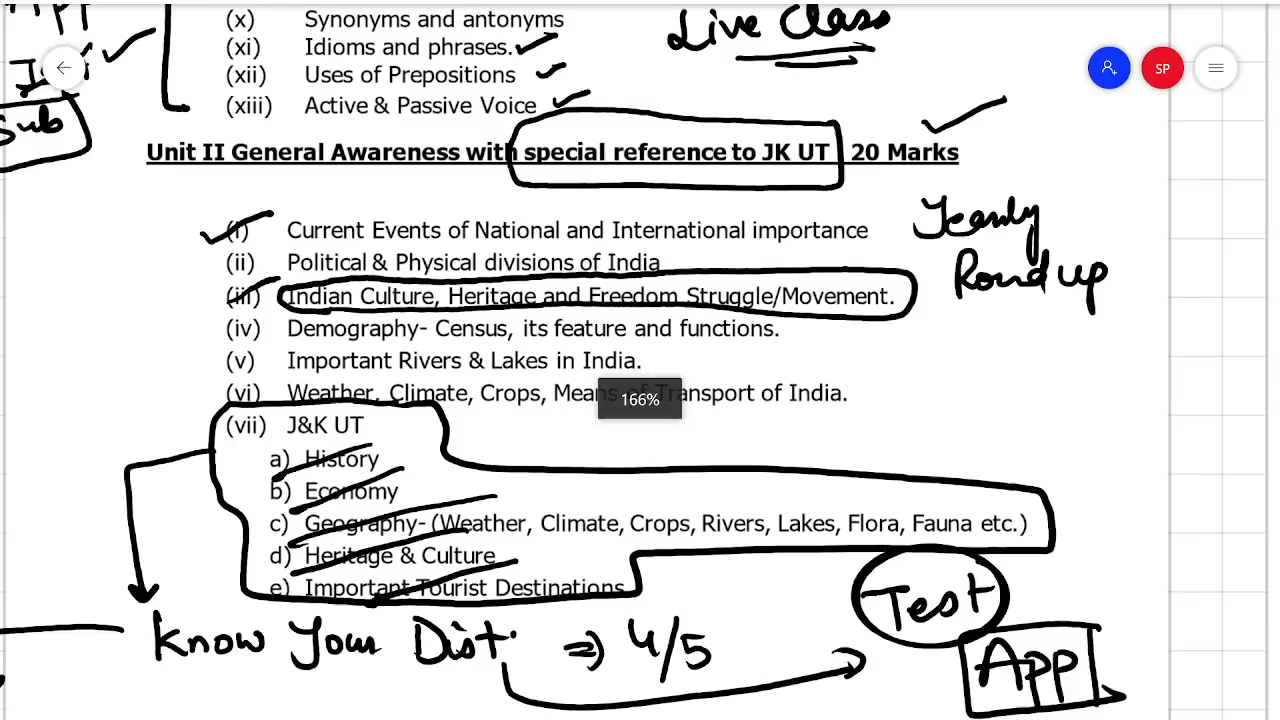 (x) Synonyms and antonyms
Live Class
(xi) Idioms and phrases.
(xii) Uses of Prepositions
SP
(xiii) Active & Passive Voice
Sub
Unit II General Awareness with special reference to JK UT 20 Marks
(i) Current Events of National and International importance
Yearly
Round up
(ii) Political & Physical divisions of India
(iii) Indian Culture, Heritage and Freedom Struggle/Movement.
(iv) Demography- Census, its feature and functions.
(v) Important Rivers & Lakes in India.
(vi) Weather, Climate, Crops, Means of Transport of India.
166%
(vii) J&K UT
a) History
b) Economy
c) Geography- (Weather, Climate, Crops, Rivers, Lakes, Flora, Fauna etc.)
d) Heritage & Culture
e) Important Tourist Destinations
Test
Know Your Dist. => 4/5
App